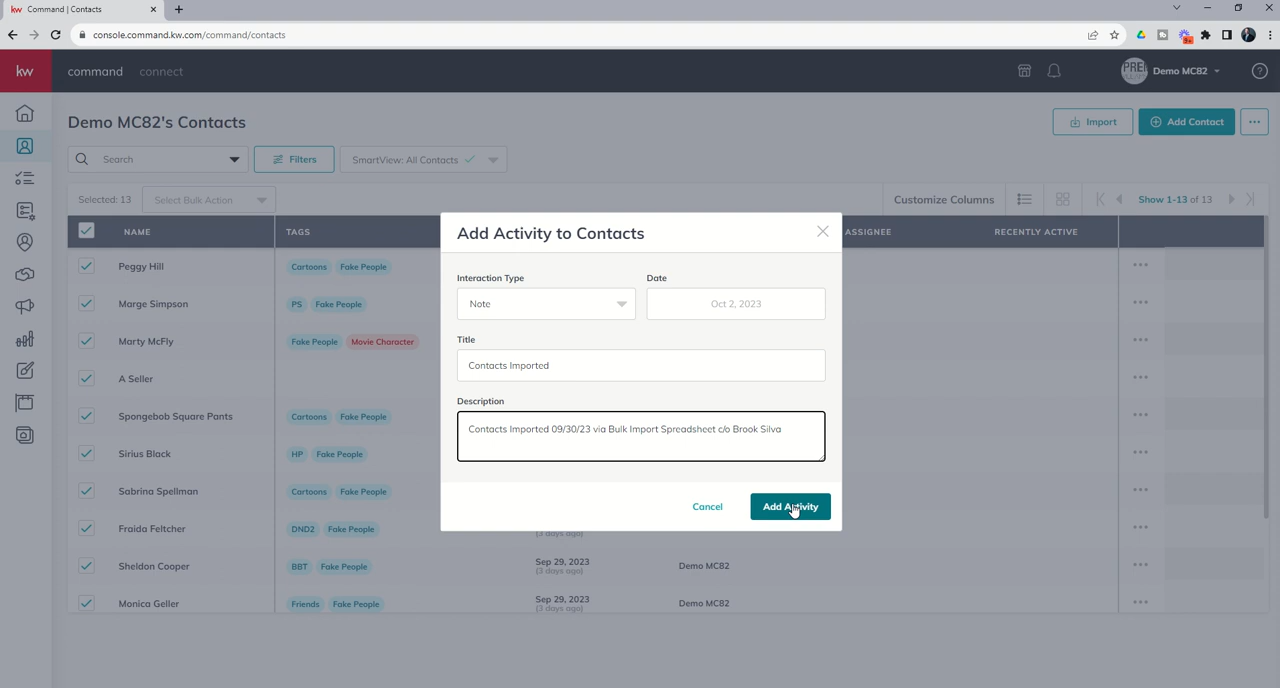 Command | Contacts
console.command.kw.com/command/contacts
9+
kw
command connect
Demo MC82
Demo MC82's Contacts
Import
Add Contact
Search
Filters
SmartView: All Contacts
Selected: 13
Select Bulk Action
Customize Columns
Show 1-13 of 13
NAME
TAGS
ASSIGNEE
RECENTLY ACTIVE
Peggy Hill
Cartoons Fake People
Marge Simpson
PS Fake People
Marty McFly
Fake People Movie Character
A Seller
Spongebob Square Pants
Cartoons Fake People
Sirius Black
HP Fake People
Sabrina Spellman
Cartoons Fake People
Fraida Feltcher
DND2 Fake People
(3 days ago)
Sheldon Cooper
BBT Fake People
Sep 29, 2023
(3 days ago)
Demo MC82
Monica Geller
Friends Fake People
Sep 29, 2023
(3 days ago)
Demo MC82
Add Activity to Contacts
Interaction Type
Date
Note
Oct 2, 2023
Title
Contacts Imported
Description
Contacts Imported 09/30/23 via Bulk Import Spreadsheet c/o Brook Silva
Cancel
Add Activity